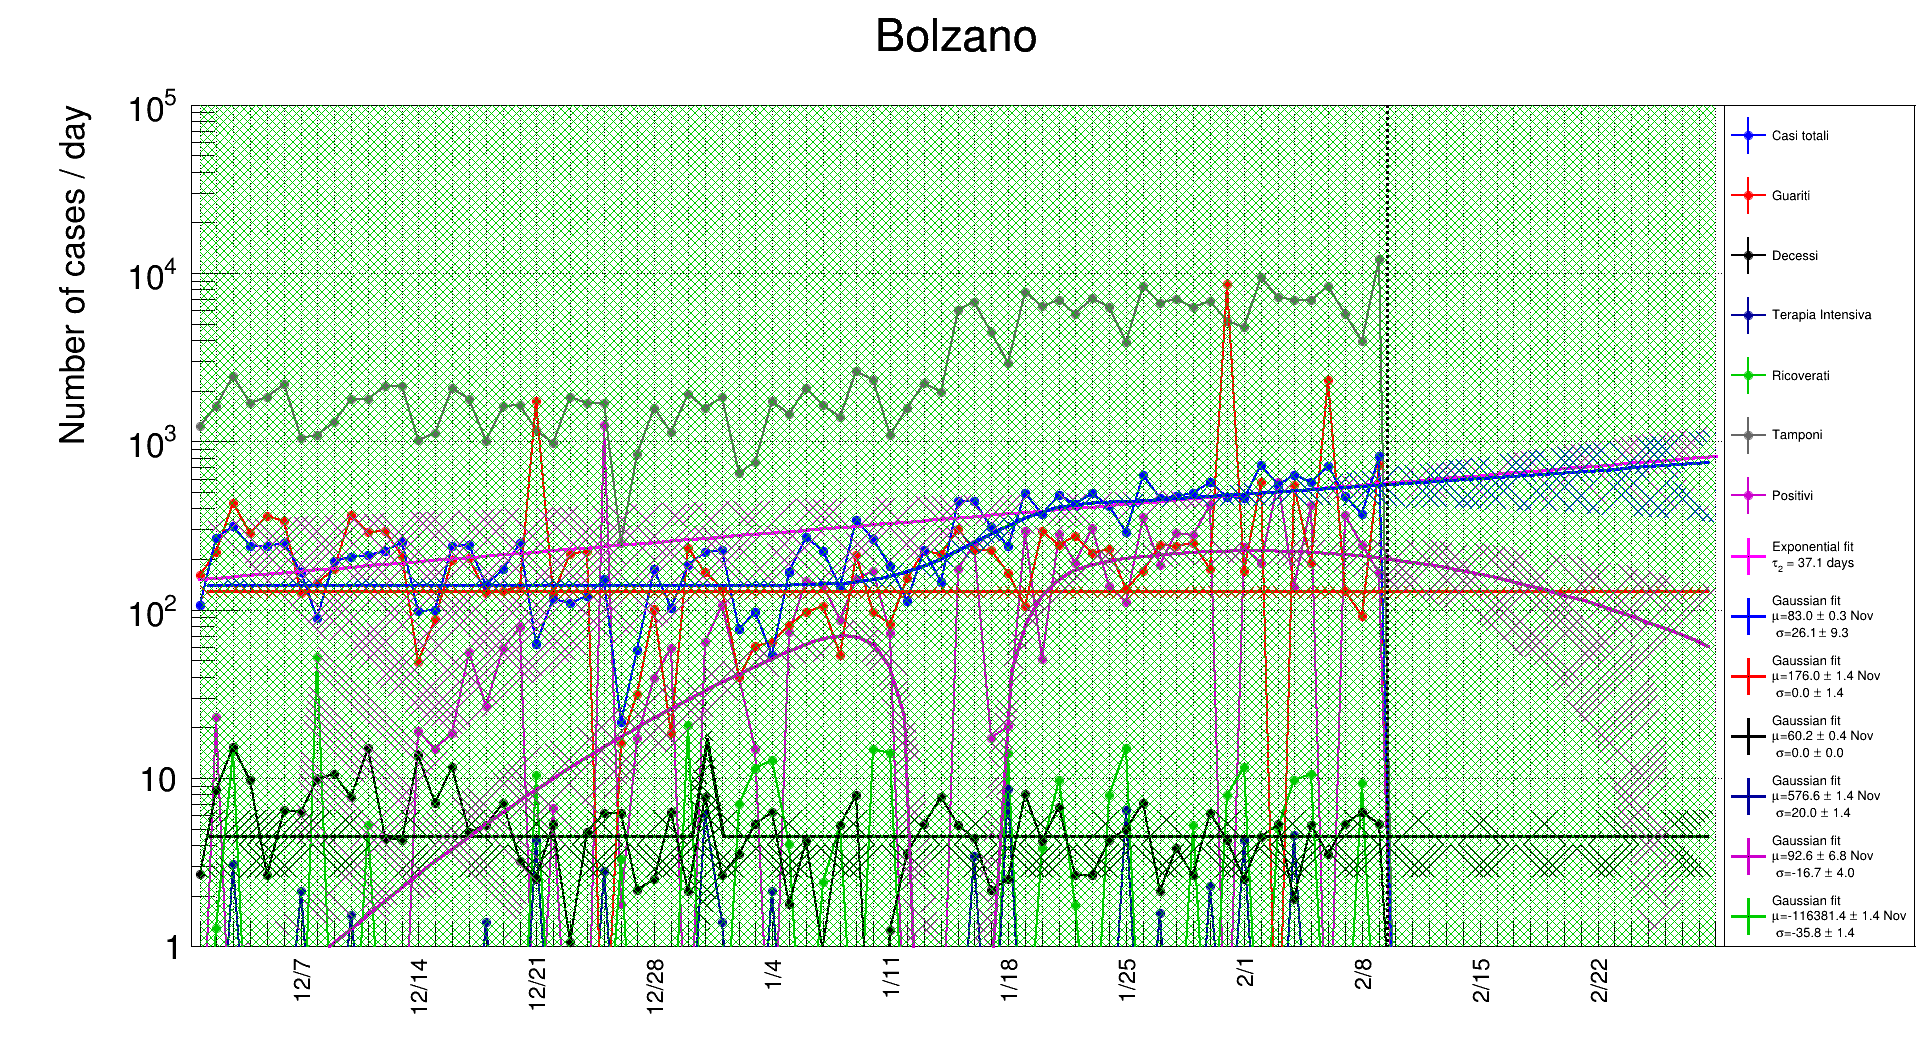 Bolzano
Number of cases / day
10^5
10^4
10^3
10^2
10
1
12/7
12/14
12/21
12/28
1/4
1/11
1/18
1/25
2/1
2/8
2/15
2/22
Casi totali
Guariti
Decessi
Terapia Intensiva
Ricoverati
Tamponi
Positivi
Exponential fit
τ₂ = 37.1 days
Gaussian fit
μ=83.0 ± 0.3 Nov
σ=26.1 ± 9.3
Gaussian fit
μ=176.0 ± 1.4 Nov
σ=0.0 ± 1.4
Gaussian fit
μ=60.2 ± 0.4 Nov
σ=0.0 ± 0.0
Gaussian fit
μ=576.6 ± 1.4 Nov
σ=20.0 ± 1.4
Gaussian fit
μ=92.6 ± 6.8 Nov
σ=-16.7 ± 4.0
Gaussian fit
μ=-116381.4 ± 1.4 Nov
σ=-35.8 ± 1.4